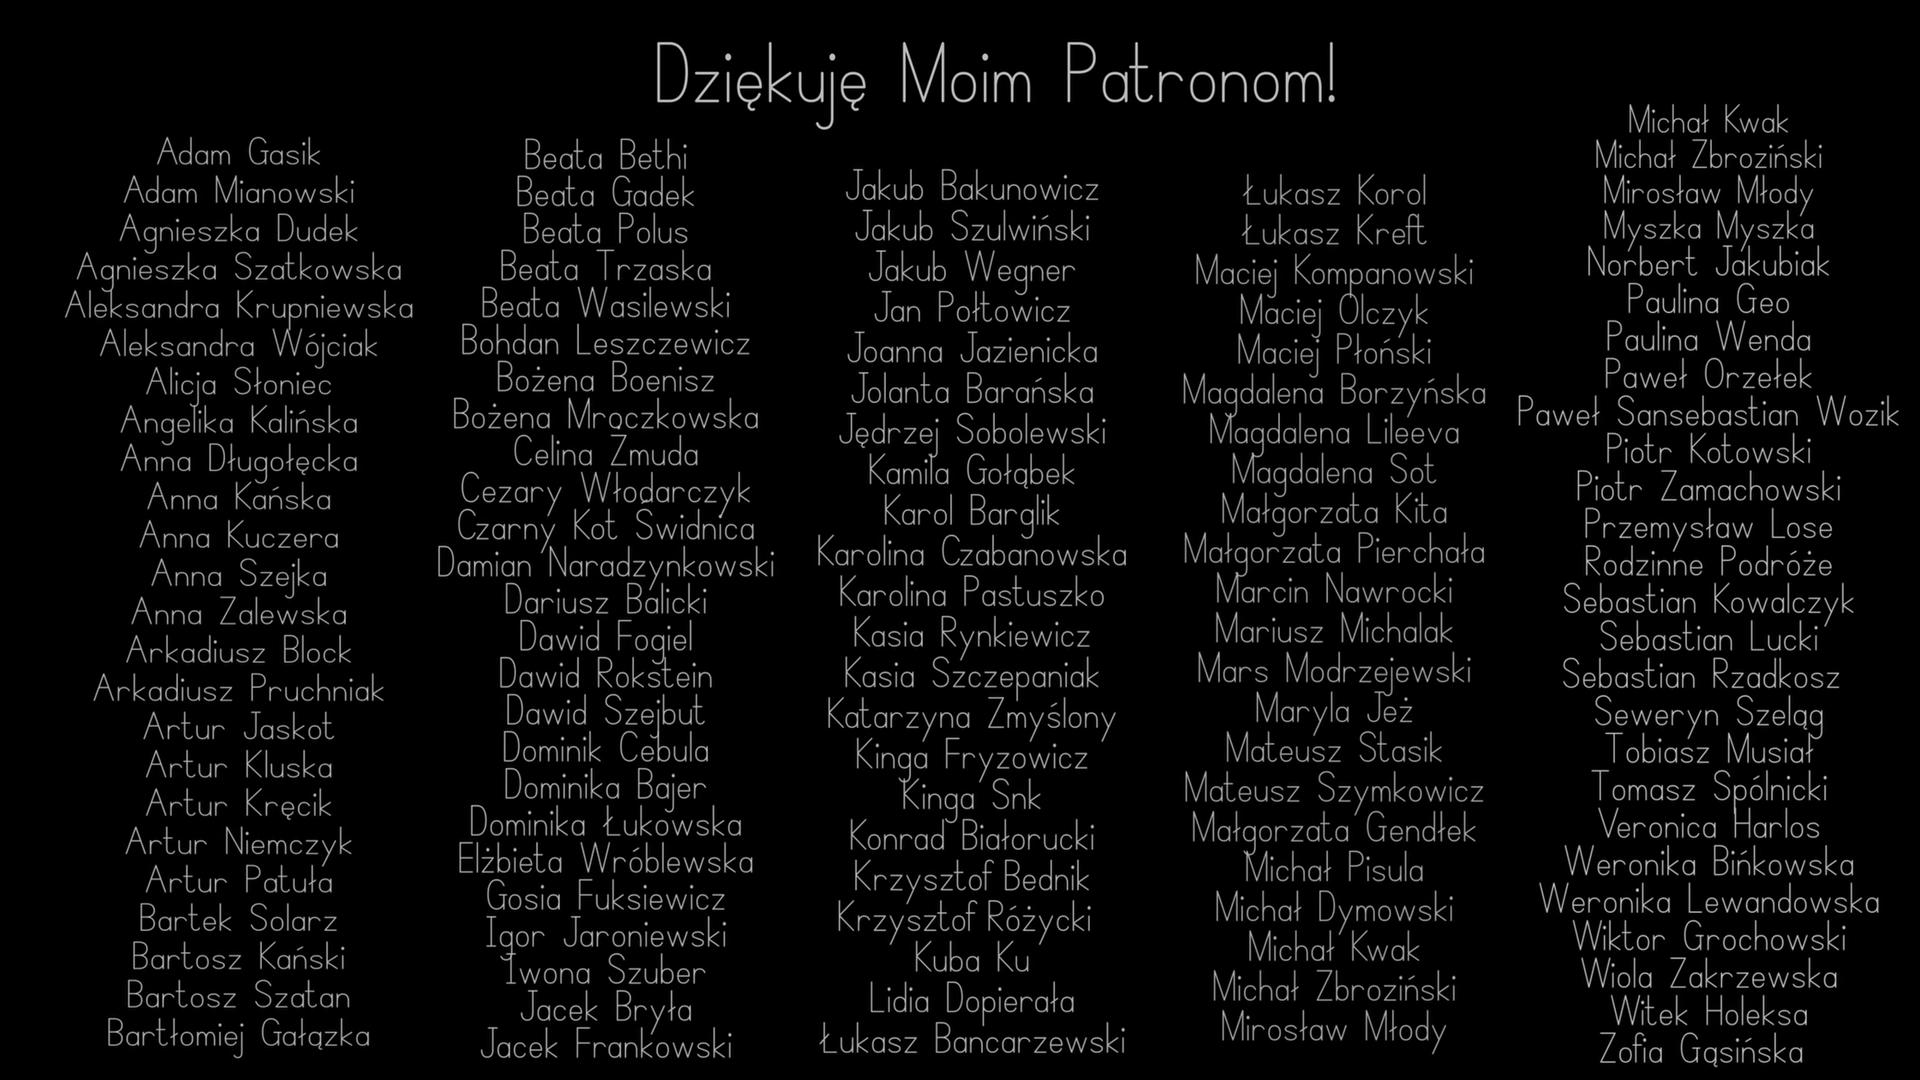 Dziękuję Moim Patronom!
Adam Gasik
Adam Mianowski
Agnieszka Dudek
Agnieszka Szatkowska
Aleksandra Krupniewska
Aleksandra Wójciak
Alicja Słoniec
Angelika Kalińska
Anna Długołęcka
Anna Kańska
Anna Kuczera
Anna Szejka
Anna Zalewska
Arkadiusz Block
Arkadiusz Pruchniak
Artur Jaskot
Artur Kluska
Artur Kręcik
Artur Niemczyk
Artur Patuła
Bartek Solarz
Bartosz Kański
Bartosz Szatan
Bartłomiej Gałązka
Beata Bethi
Beata Gadek
Beata Polus
Beata Trzaska
Beata Wasilewski
Bohdan Leszczewicz
Bożena Boenisz
Bożena Mroczkowska
Celina Żmuda
Cezary Włodarczyk
Czarny Kot Świdnica
Damian Naradzynkowski
Dariusz Balicki
Dawid Fogiel
Dawid Rokstein
Dawid Szejbut
Dominik Cebula
Dominika Bajer
Dominika Łukowska
Elżbieta Wróblewska
Gosia Fuksiewicz
Igor Jaroniewski
Iwona Szuber
Jacek Bryła
Jacek Frankowski
Jakub Bakunowicz
Jakub Szulwiński
Jakub Wegner
Jan Połtowicz
Joanna Jazienicka
Jolanta Barańska
Jędrzej Sobolewski
Kamila Gołąbek
Karol Barglik
Karolina Czabanowska
Karolina Pastuszko
Kasia Rynkiewicz
Kasia Szczepaniak
Katarzyna Zmyślony
Kinga Fryzowicz
Kinga Snk
Konrad Białorucki
Krzysztof Bednik
Krzysztof Różycki
Kuba Ku
Lidia Dopierała
Łukasz Bancarzewski
Łukasz Korol
Łukasz Kreft
Maciej Kompanowski
Maciej Olczyk
Maciej Płoński
Magdalena Borzyńska
Magdalena Lileeva
Magdalena Sot
Małgorzata Kita
Małgorzata Pierchała
Marcin Nawrocki
Mariusz Michalak
Mars Modrzejewski
Maryla Jeż
Mateusz Stasik
Mateusz Szymkowicz
Małgorzata Gendłek
Michał Pisula
Michał Dymowski
Michał Kwak
Michał Zbroziński
Mirosław Młody
Michał Kwak
Michał Zbroziński
Mirosław Młody
Myszka Myszka
Norbert Jakubiak
Paulina Geo
Paulina Wenda
Paweł Orzełek
Paweł Sansebastian Wozik
Piotr Kotowski
Piotr Zamachowski
Przemysław Lose
Rodzinne Podróże
Sebastian Kowalczyk
Sebastian Lucki
Sebastian Rzadkosz
Seweryn Szeląg
Tobiasz Musiał
Tomasz Spólnicki
Veronica Harlos
Weronika Bińkowska
Weronika Lewandowska
Wiktor Grochowski
Wiola Zakrzewska
Witek Holeksa
Zofia Gąsińska